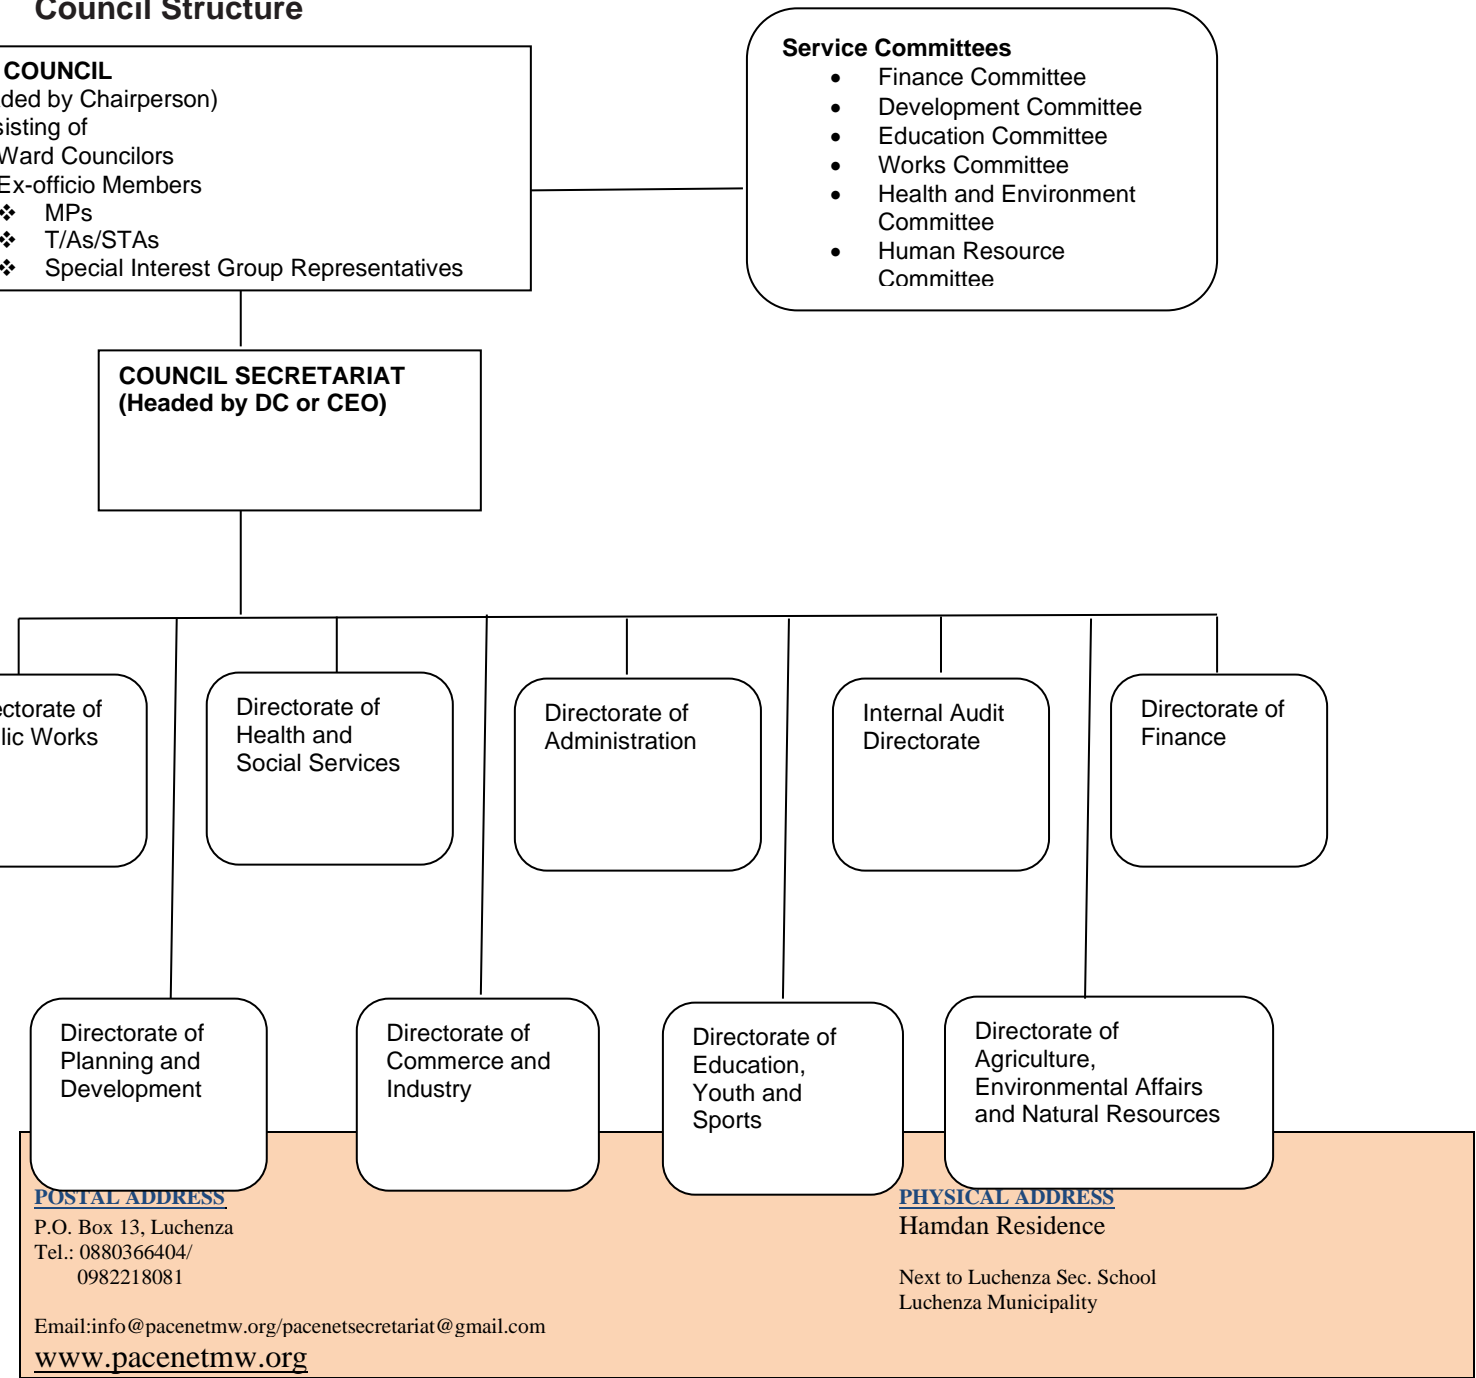 Council Structure
COUNCIL
ded by Chairperson)
sisting of
Ward Councilors
Ex-officio Members
❖ MPs
❖ T/As/STAs
❖ Special Interest Group Representatives
Service Committees
• Finance Committee
• Development Committee
• Education Committee
• Works Committee
• Health and Environment
Committee
• Human Resource
Committee
COUNCIL SECRETARIAT
(Headed by DC or CEO)
ectorate of
lic Works
Directorate of
Health and
Social Services
Directorate of
Administration
Internal Audit
Directorate
Directorate of
Finance
Directorate of
Planning and
Development
Directorate of
Commerce and
Industry
Directorate of
Education,
Youth and
Sports
Directorate of
Agriculture,
Environmental Affairs
and Natural Resources
POSTAL ADDRESS
P.O. Box 13, Luchenza
Tel.: 0880366404/
0982218081
Email:info@pacenetmw.org/pacenetsecretariat@gmail.com
www.pacenetmw.org
PHYSICAL ADDRESS
Hamdan Residence
Next to Luchenza Sec. School
Luchenza Municipality